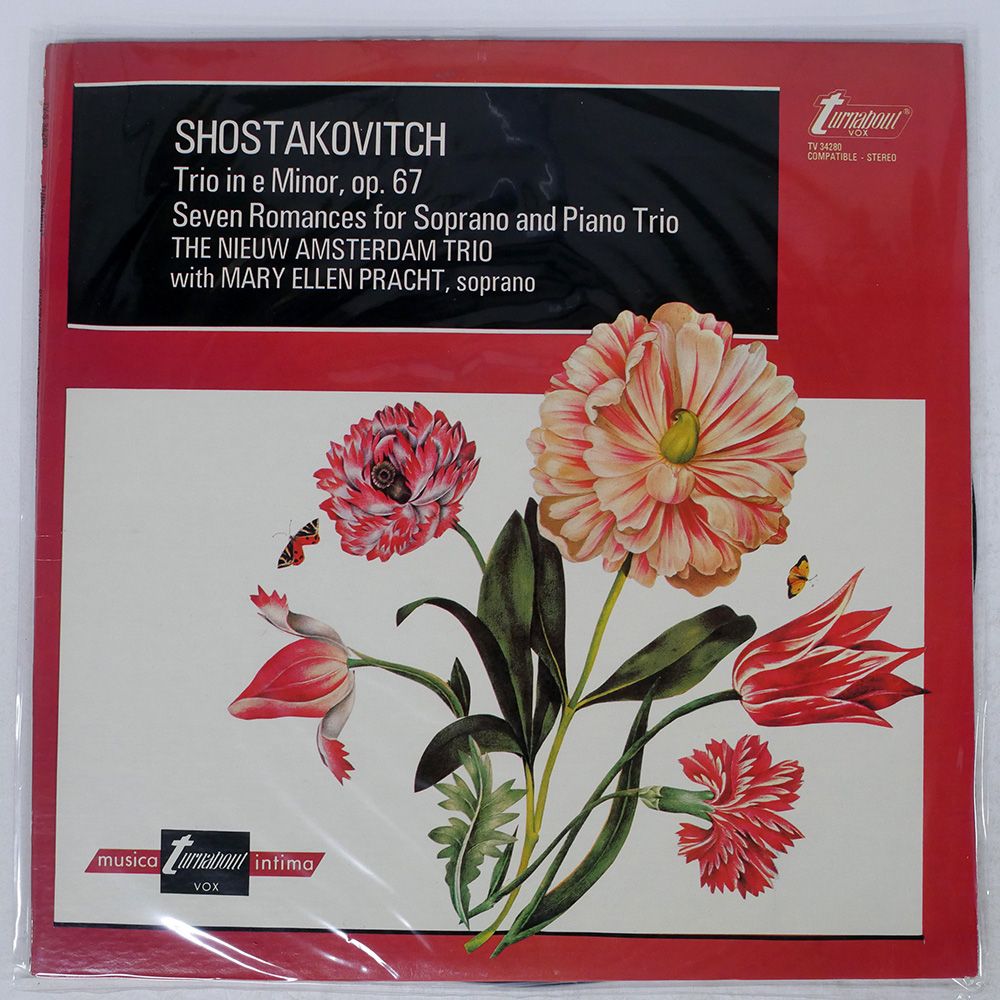 SHOSTAKOVITCH
Trio in e Minor, op. 67
Seven Romances for Soprano and Piano Trio
THE NIEUW AMSTERDAM TRIO
with MARY ELLEN PRACHT, soprano
turnabout
VOX
TV 34280
COMPATIBLE - STEREO
musica turnabout intima
VOX